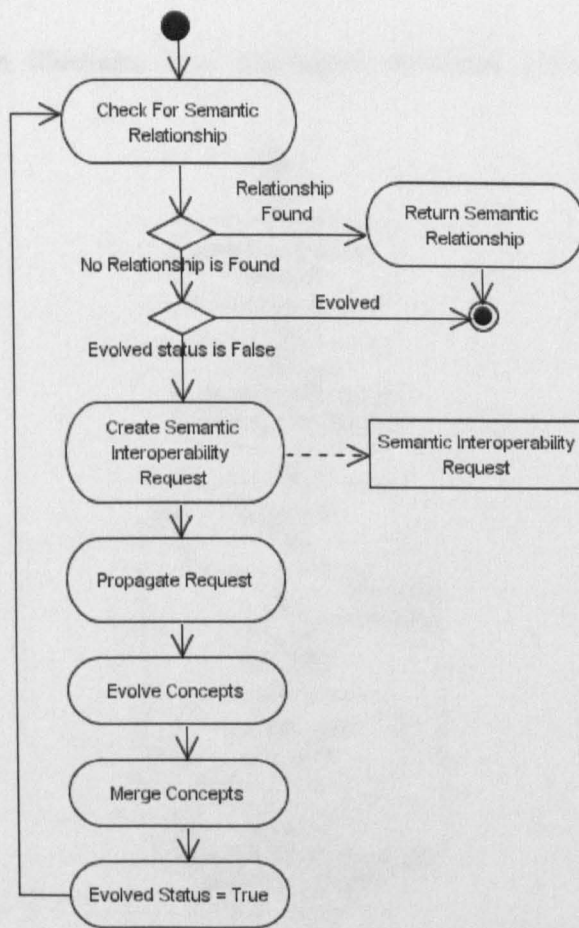 Check For Semantic
Relationship
Relationship
Found
Return Semantic
Relationship
No Relationship is Found
Evolved
Evolved status is False
Create Semantic
Interoperability
Request
Semantic Interoperability
Request
Propagate Request
Evolve Concepts
Merge Concepts
Evolved Status = True